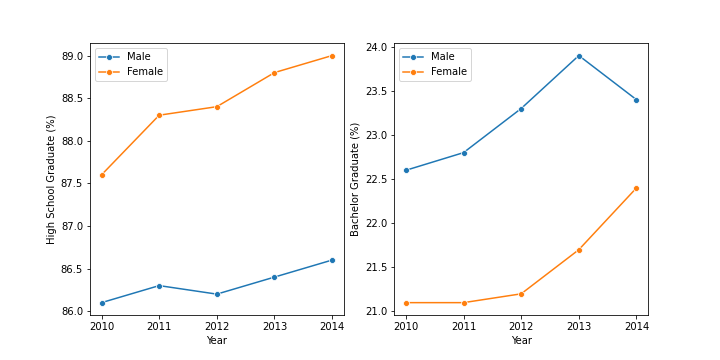 High School Graduate (%)
89.0
88.5
88.0
87.5
87.0
86.5
86.0
Male
Female
2010 2011 2012 2013 2014
Year
Bachelor Graduate (%)
24.0
23.5
23.0
22.5
22.0
21.5
21.0
Male
Female
2010 2011 2012 2013 2014
Year